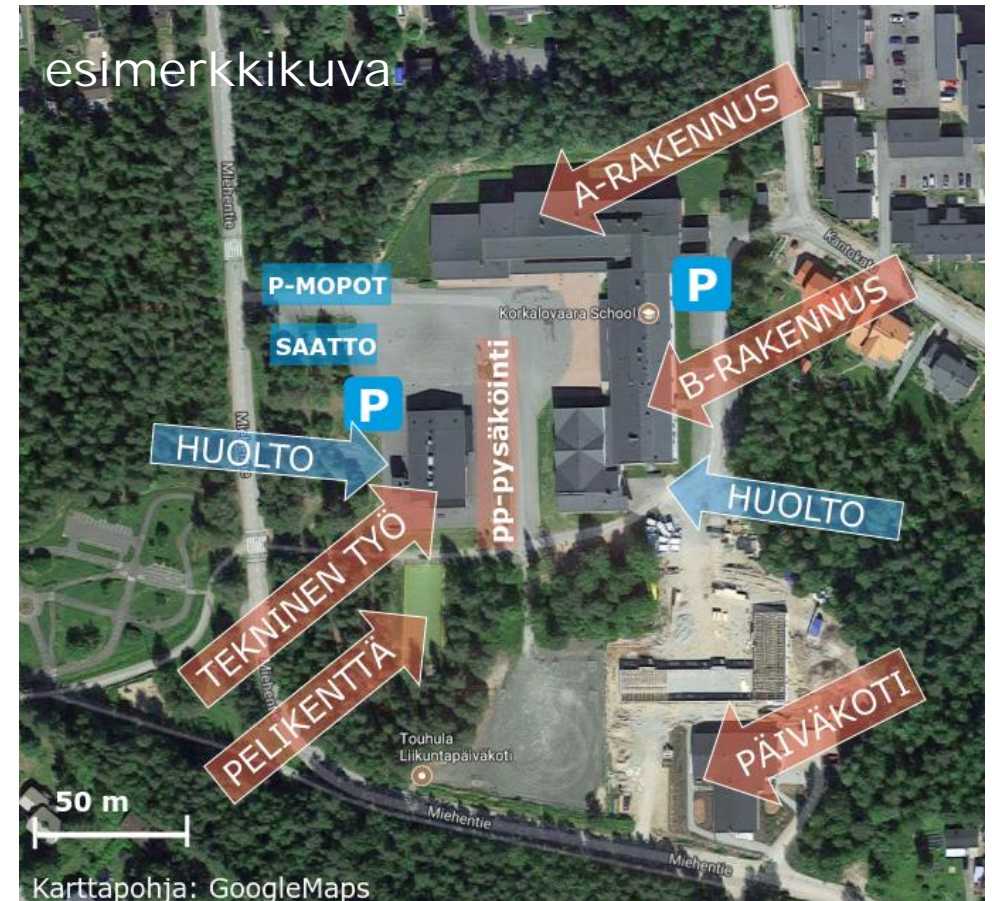 esimerkkikuva
A-RAKENNUS
Miehentie
Kantokat
P-MOPOT
P
B-RAKENNUS
Korkalovaara School
SAATTO
pp-pysäköinti
P
HUOLTO
HUOLTO
TEKNINEN TYÖ
PELIKENTTÄ
PÄIVÄKOTI
Touhula
Liikuntapäiväkoti
50 m
Miehentie
Miehentie
Karttapohja: GoogleMaps